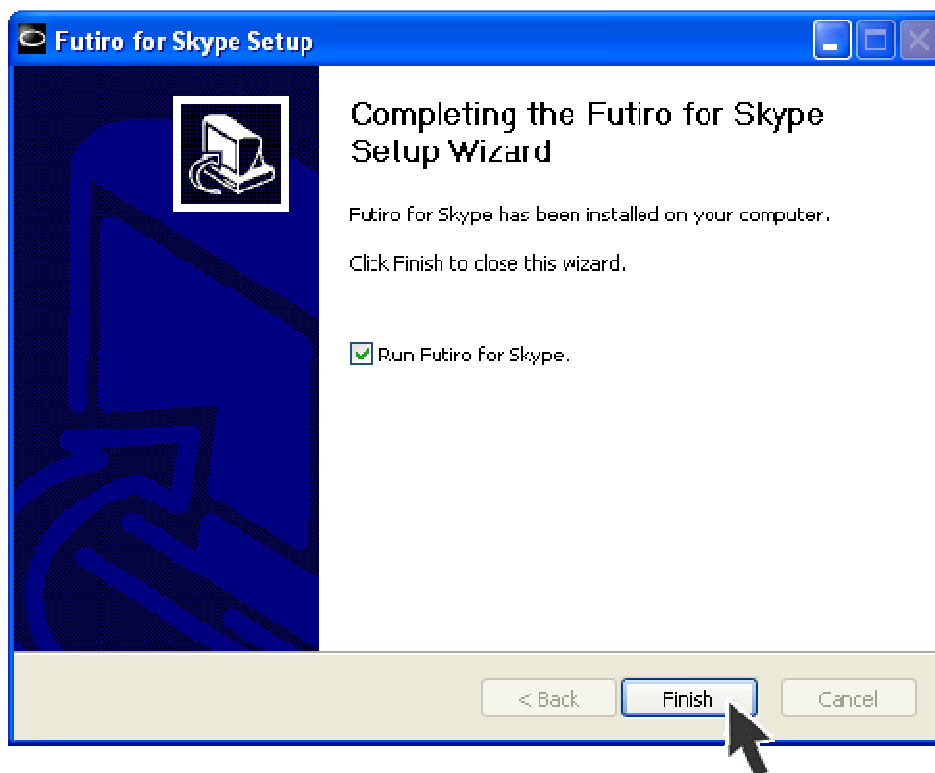 Futiro for Skype Setup
Completing the Futiro for Skype
Setup Wizard
Futiro for Skype has been installed on your computer.
Click Finish to close this wizard.
Run Futiro for Skype.
< Back
Finish
Cancel